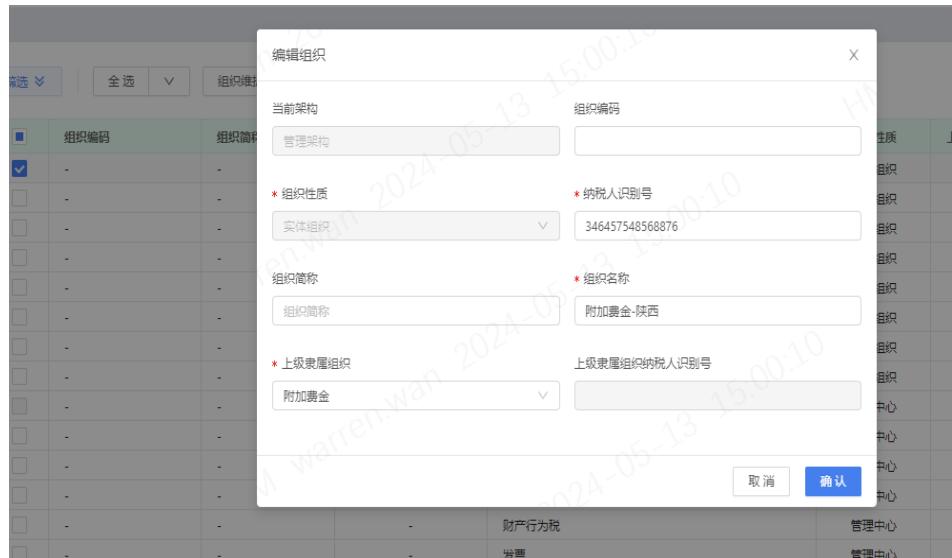 编辑组织
X
筛选
全选
组织维护
当前架构
组织编码
管理架构
组织编码
组织简称
性质
* 组织性质
* 纳税人识别号
实体组织
346457548568876
组织简称
* 组织名称
组织简称
附加费金-陕西
* 上级隶属组织
上级隶属组织纳税人识别号
附加费金
取消
确认
组织
组织
组织
组织
组织
组织
组织
组织
中心
中心
中心
中心
-
-
-
财产行为税
管理中心
-
-
-
发票
管理中心
warren.wan 2024-05-13 15:00:10